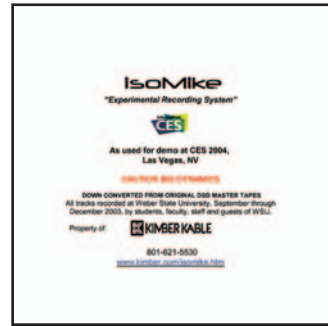 IsoMike
"Experimental Recording System"
CES
As used for demo at CES 2004,
Las Vegas, NV
CAUTION BIG DYNAMICS
DOWN CONVERTED FROM ORIGINAL DSD MASTER TAPES
All tracks recorded at Weber State University, September through
December 2003, by students, faculty, staff and guests of WSU.
Property of: KIMBER KABLE
801-621-5530
www.kimber.com/isomike.htm